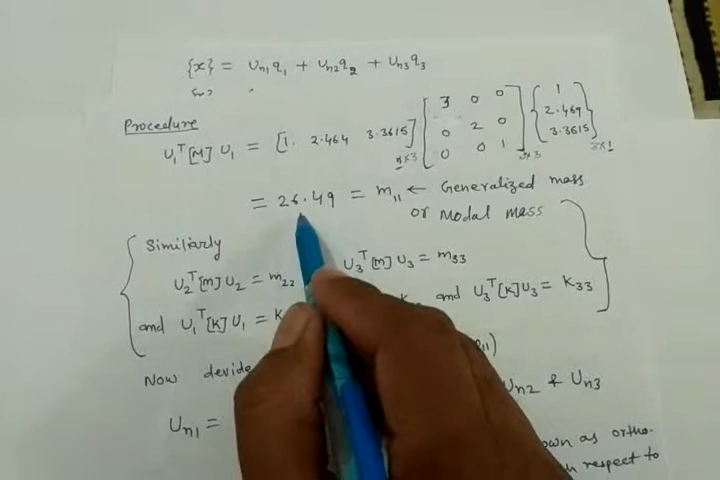 {x} = Un1 q1 + Un2 q2 + Un3 q3
Procedure
U1ᵀ[M] U1 = [1. 2.464 3.3615] 1×3 [3 0 0
0 2 0
0 0 1] 3×3 {1
2.469
3.3615} 3×1
= 26.49 = m11 ← Generalized mass
or Modal mass
Similiarly
U2ᵀ[m]U2 = m22 U3ᵀ[m]U3 = m33
and U1ᵀ[k]U1 = k and U3ᵀ[k]U3 = k33
Now devide
Un2 & Un3
Un1 =
known as ortho-
respect to